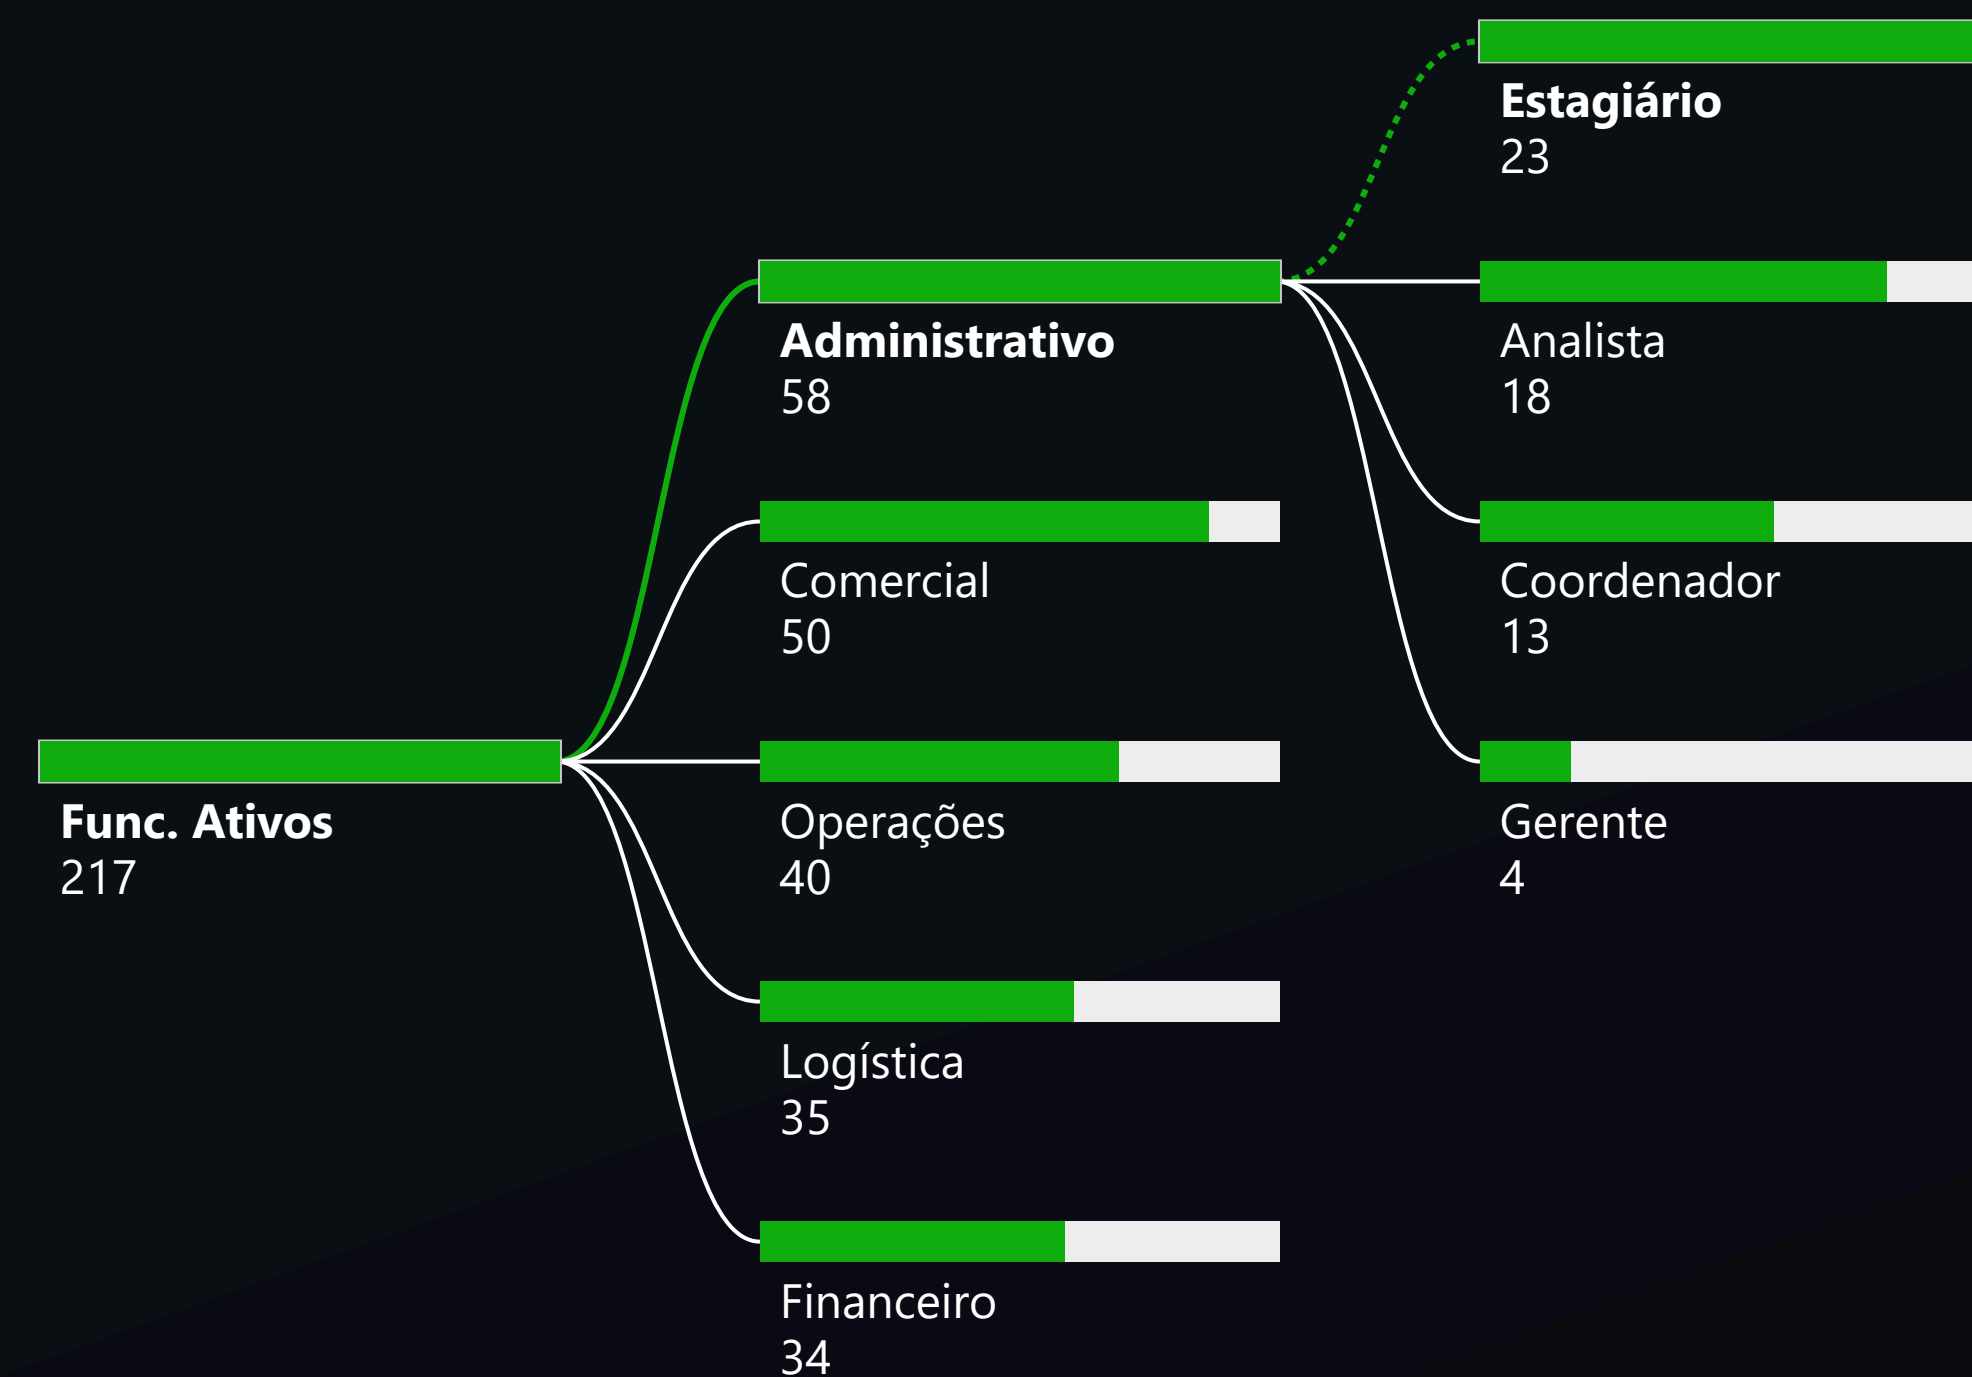 Func. Ativos
217
Administrativo
58
Comercial
50
Operações
40
Logística
35
Financeiro
34
Estagiário
23
Analista
18
Coordenador
13
Gerente
4